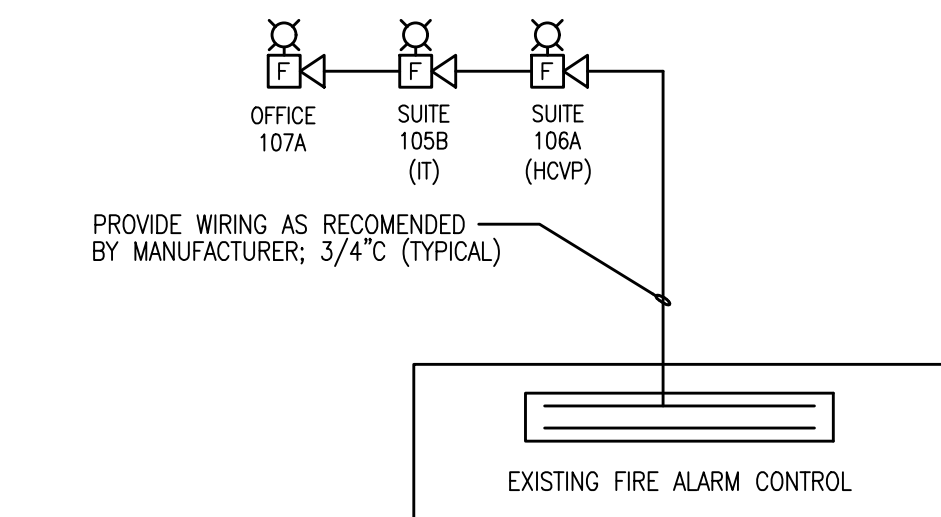 F F F
OFFICE
107A
SUITE
105B
(IT)
SUITE
106A
(HCVP)
PROVIDE WIRING AS RECOMENDED
BY MANUFACTURER; 3/4"C (TYPICAL)
EXISTING FIRE ALARM CONTROL